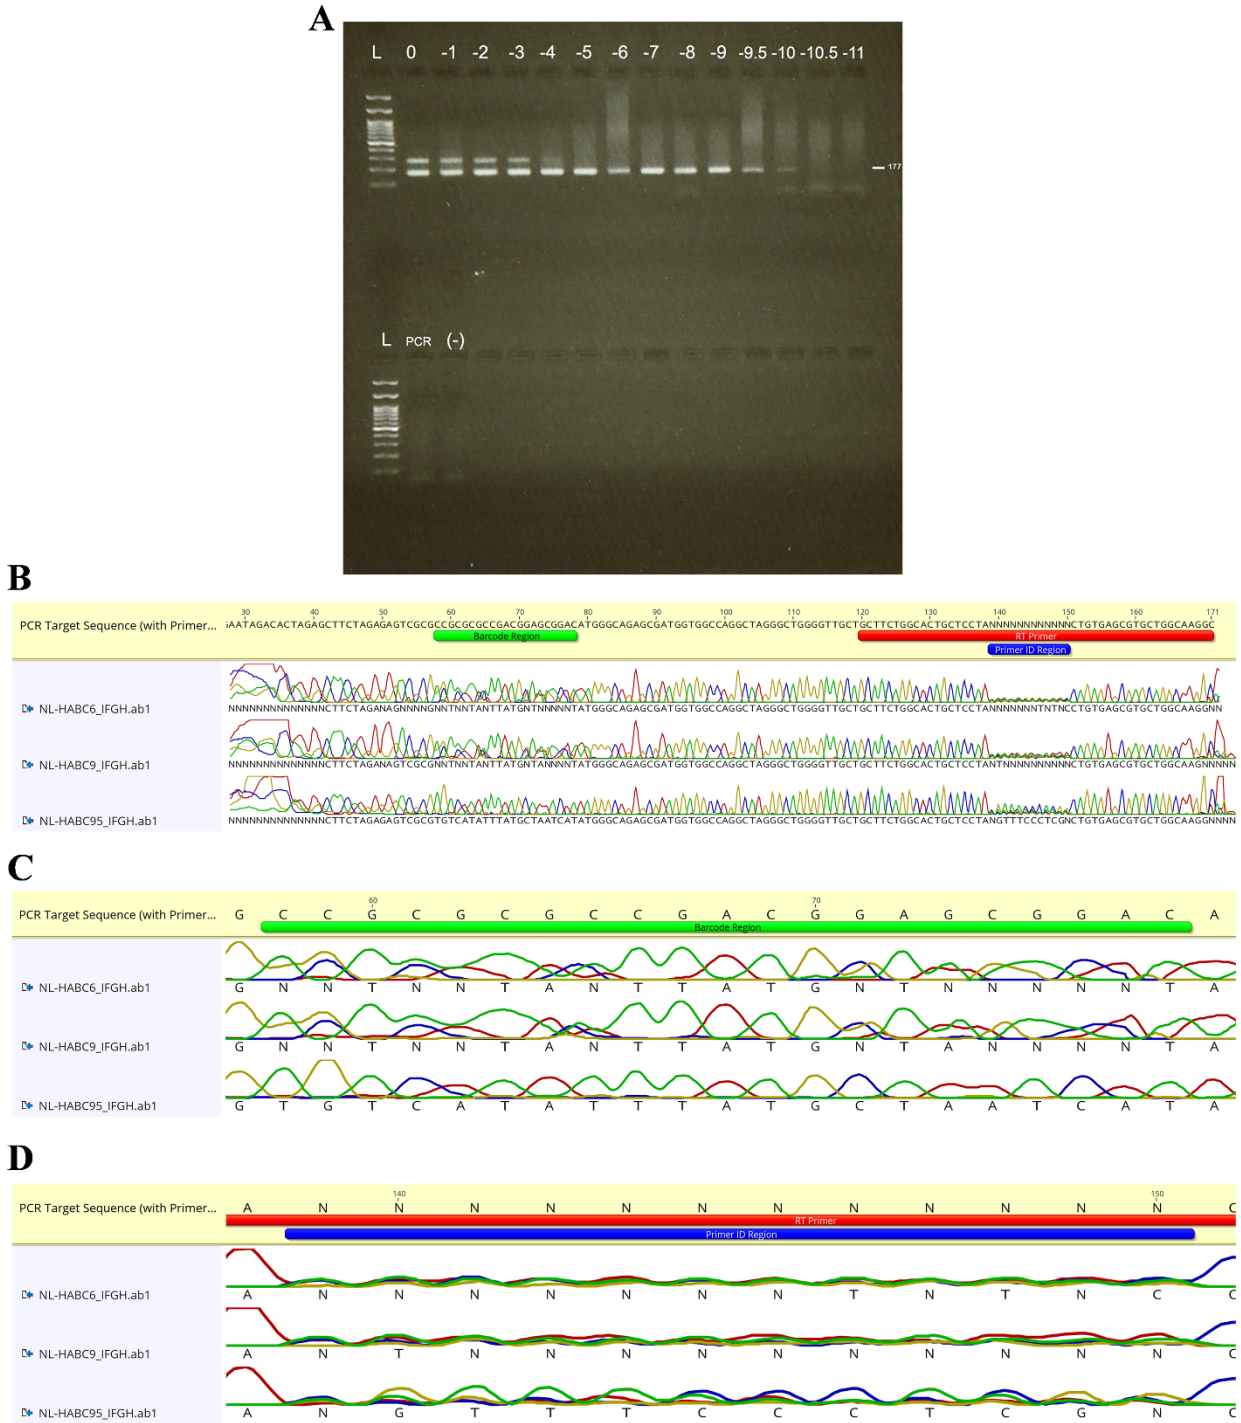 A
L 0 -1 -2 -3 -4 -5 -6 -7 -8 -9 -9.5 -10 -10.5 -11
177
L PCR (-)
B
30 40 50 60 70 80 90 100 110 120 130 140 150 160 171
PCR Target Sequence (with Primer... GAATAGACACTAGAGCTTCTAGAGAGTCGCGCCGCGCGCCGACGGAGCGGACATGGGCAGAGCGATGGTGGCCAGGCTAGGGCTGGGGTTGCTGCTTCTGGCACTGCTCCTANNNNNNNNNNNNCTGTGAGCGTGCTGGCAAGGC
Barcode Region
RT Primer
Primer ID Region
NL-HABC6_IFGH.ab1 NNNNNNNNNNNNNNCTTCTAGANAGNNNNGNNTNNTANTTATGNTNNNNNTATGGGCAGAGCGATGGTGGCCAGGCTAGGGCTGGGGTTGCTGCTTCTGGCACTGCTCCTANNNNNNNTNTNCCTGTGAGCGTGCTGGCAAGGNN
NL-HABC9_IFGH.ab1 NNNNNNNNNNNNNNCTTCTAGANAGTCGCGNNTNNTANTTATGNTANNNNTATGGGCAGAGCGATGGTGGCCAGGCTAGGGCTGGGGTTGCTGCTTCTGGCACTGCTCCTANTNNNNNNNNNNCTGTGAGCGTGCTGGCAAGGNNNNN
NL-HABC95_IFGH.ab1 NNNNNNNNNNNNNNCTTCTAGAGAGTCGCGTGTCATATTTATGCTAATCATATGGGCAGAGCGATGGTGGCCAGGCTAGGGCTGGGGTTGCTGCTTCTGGCACTGCTCCTANGTTTCCCTCGNCTGTGAGCGTGCTGGCAAGGNNNN
C
60 70
PCR Target Sequence (with Primer... G C C G C G C G C C G A C G G A G C G G A C A
Barcode Region
NL-HABC6_IFGH.ab1 G N N T N N T A N T T A T G N T N N N N N T A
NL-HABC9_IFGH.ab1 G N N T N N T A N T T A T G N T A N N N N T A
NL-HABC95_IFGH.ab1 G T G T C A T A T T T A T G C T A A T C A T A
D
140 150
PCR Target Sequence (with Primer... A N N N N N N N N N N N N C
RT Primer
Primer ID Region
NL-HABC6_IFGH.ab1 A N N N N N N N T N T N C C
NL-HABC9_IFGH.ab1 A N T N N N N N N N N N N C
NL-HABC95_IFGH.ab1 A N G T T T C C C T C G N C